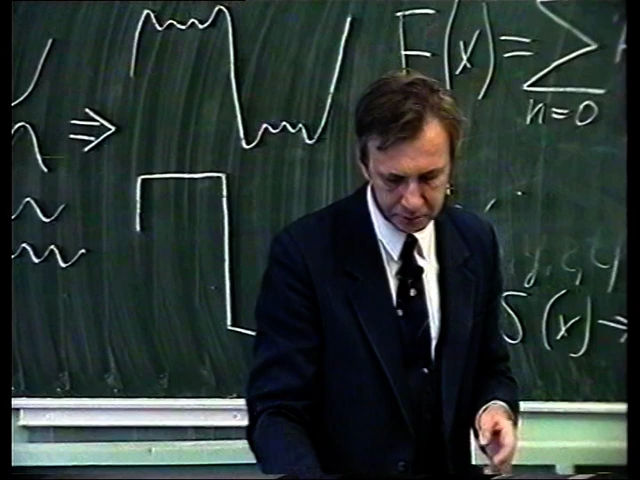 ⇒
F(x)=∑
n=0
S(x)→